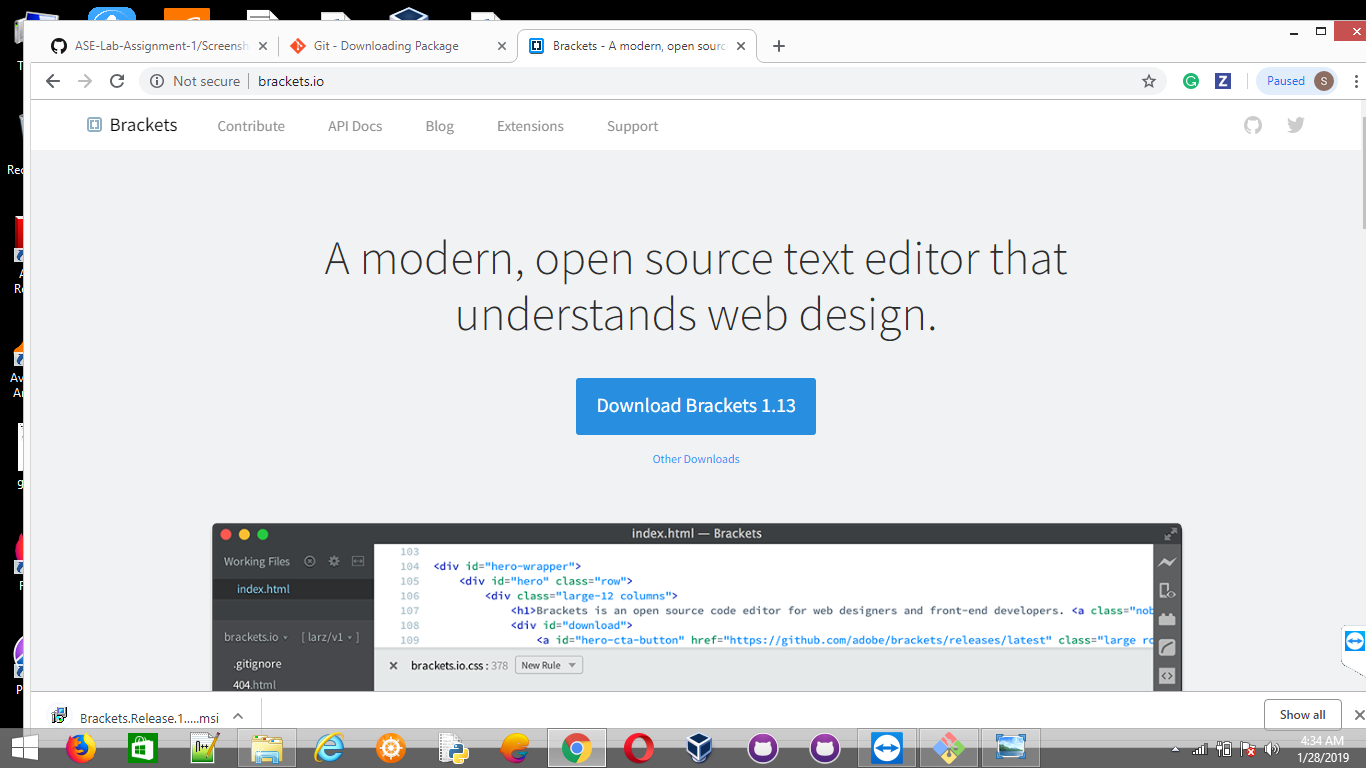 ASE-Lab-Assignment-1/Screensh
Git - Downloading Package
Brackets - A modern, open sourc
Not secure
brackets.io
Paused
S
Brackets
Contribute
API Docs
Blog
Extensions
Support
A modern, open source text editor that
understands web design.
Download Brackets 1.13
Other Downloads
index.html — Brackets
Working Files
index.html
brackets.io
[ larz/v1 ]
.gitignore
404.html
103
104 <div id="hero-wrapper">
105 <div id="hero" class="row">
106 <div class="large-12 columns">
107 <h1>Brackets is an open source code editor for web designers and front-end developers. <a class="nob
108 <div id="download">
109 <a id="hero-cta-button" href="https://github.com/adobe/brackets/releases/latest" class="large ro
brackets.io.css : 378
New Rule
Brackets.Release.1.....msi
Show all
4:34 AM
1/28/2019